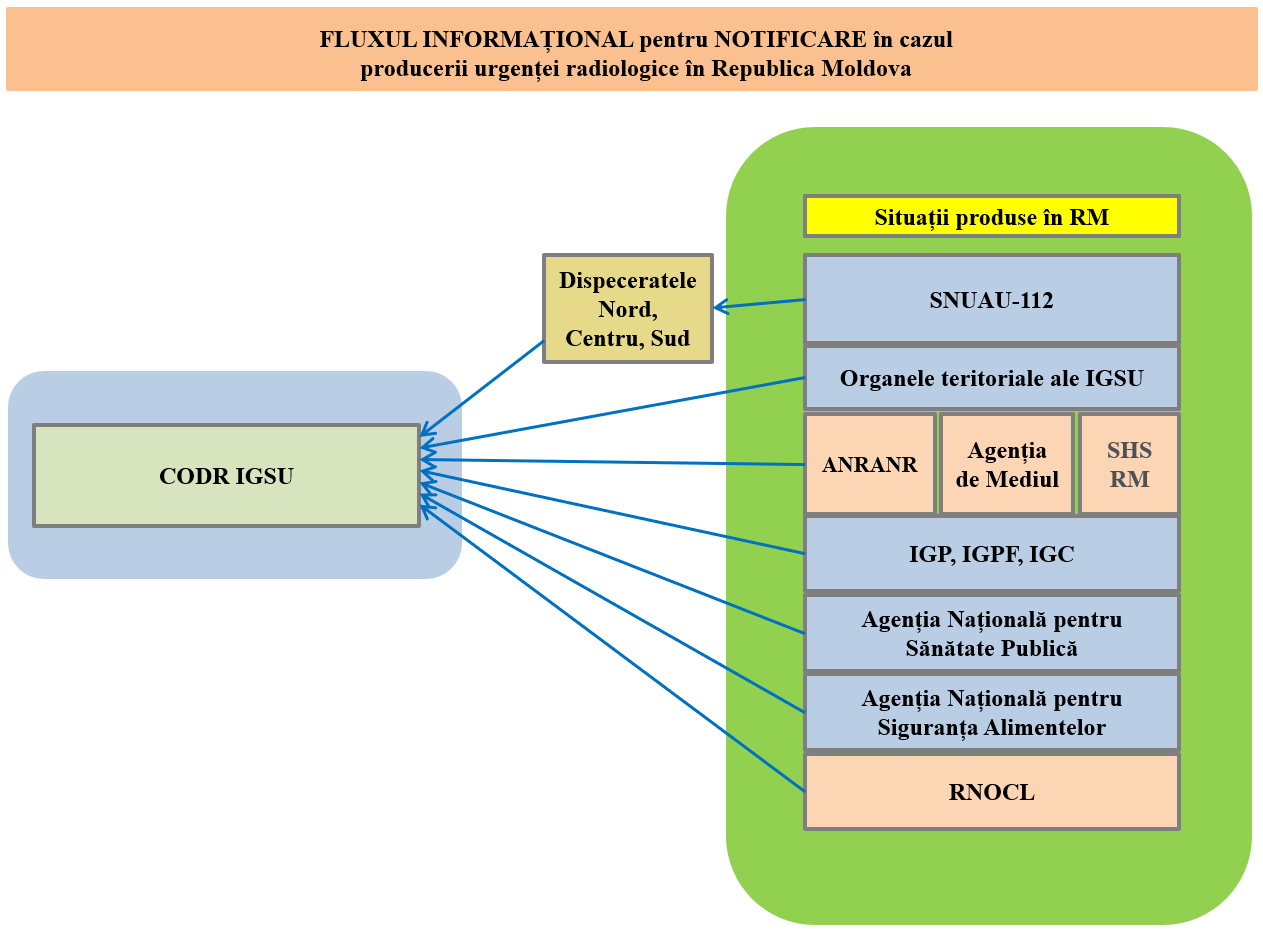 FLUXUL INFORMAȚIONAL pentru NOTIFICARE în cazul
producerii urgenței radiologice în Republica Moldova
Situații produse în RM
Dispeceratele
Nord,
Centru, Sud
SNUAU-112
Organele teritoriale ale IGSU
CODR IGSU
ANRANR
Agenția
de Mediul
SHS
RM
IGP, IGPF, IGC
Agenția Națională pentru
Sănătate Publică
Agenția Națională pentru
Siguranța Alimentelor
RNOCL